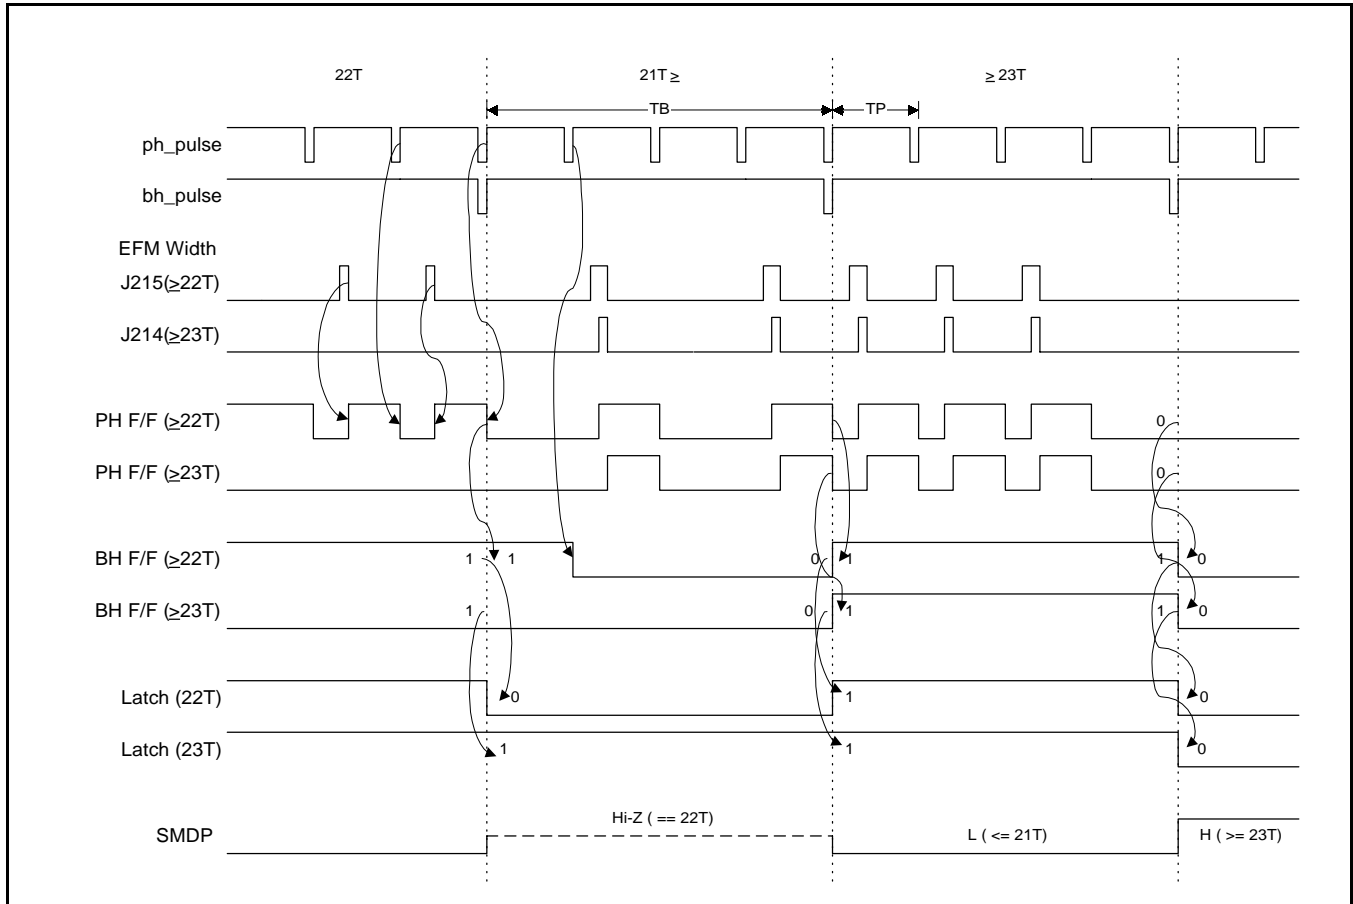 22T 21T ≥ ≥ 23T
TB TP
ph_pulse
bh_pulse
EFM Width
J215(≥22T)
J214(≥23T)
PH F/F (≥22T) 0
PH F/F (≥23T) 0
BH F/F (≥22T) 1 1 0 1 1 0
BH F/F (≥23T) 1 0 1 1 0
Latch (22T) 0 1 0
Latch (23T) 1 1 0
Hi-Z ( == 22T)
SMDP L ( <= 21T) H ( >= 23T)